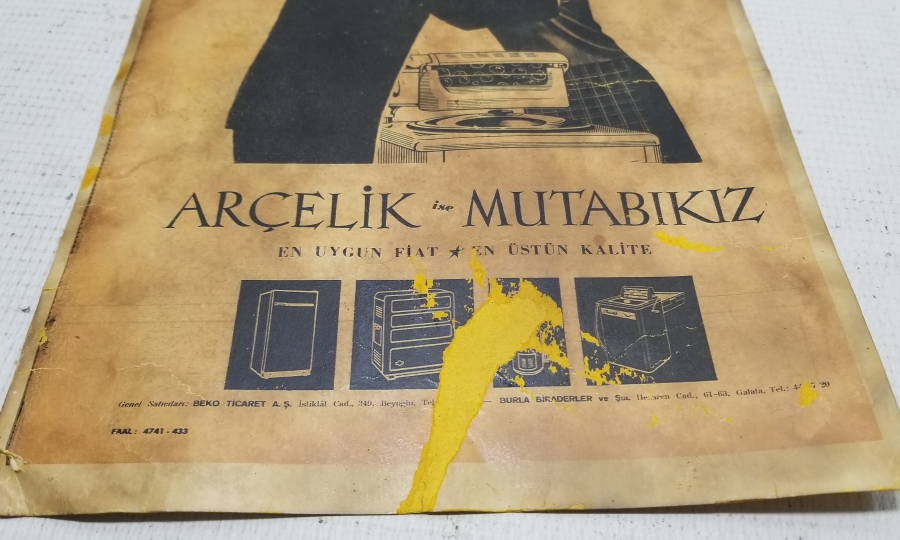 ARÇELİK ise MUTABIKIZ
EN UYGUN FİAT ★ EN ÜSTÜN KALİTE
Genel Satıcıları: BEKO TİCARET A. Ş. İstiklâl Cad., 349, Beyoğlu, — BURLA BİRADERLER ve Şsı. Cad., 61-63, Galata, Tel.:
FAAL: 4741 - 433